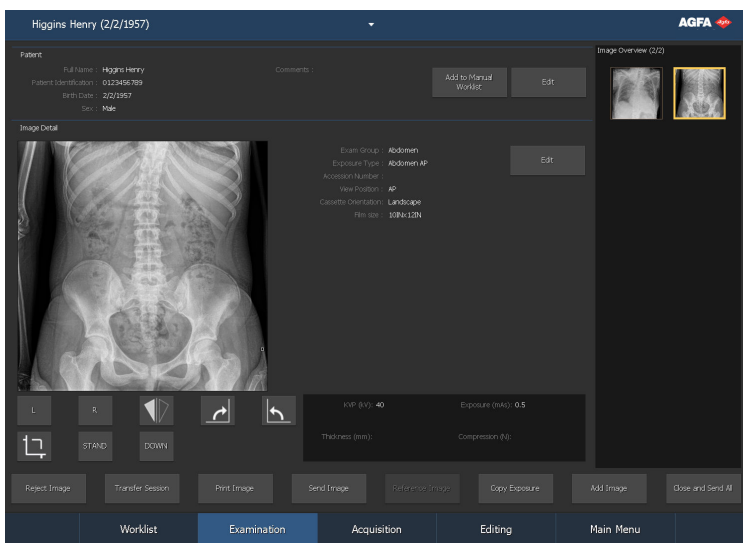 Higgins Henry (2/2/1957)
AGFA
Patient
Full Name : Higgins Henry
Comments :
Patient Identification : 0123456789
Birth Date : 2/2/1957
Sex : Male
Add to Manual
Worklist
Edit
Image Overview (2/2)
Image Detail
Exam Group : Abdomen
Exposure Type : Abdomen AP
Accession Number :
View Position : AP
Cassette Orientation: Landscape
Film size : 10INx12IN
Edit
L
R
STAND
DOWN
KVP (kV): 40
Exposure (mAs): 0.5
Thickness (mm):
Compression (N):
Reject Image
Transfer Session
Print Image
Send Image
Reference Image
Copy Exposure
Add Image
Close and Send All
Worklist
Examination
Acquisition
Editing
Main Menu